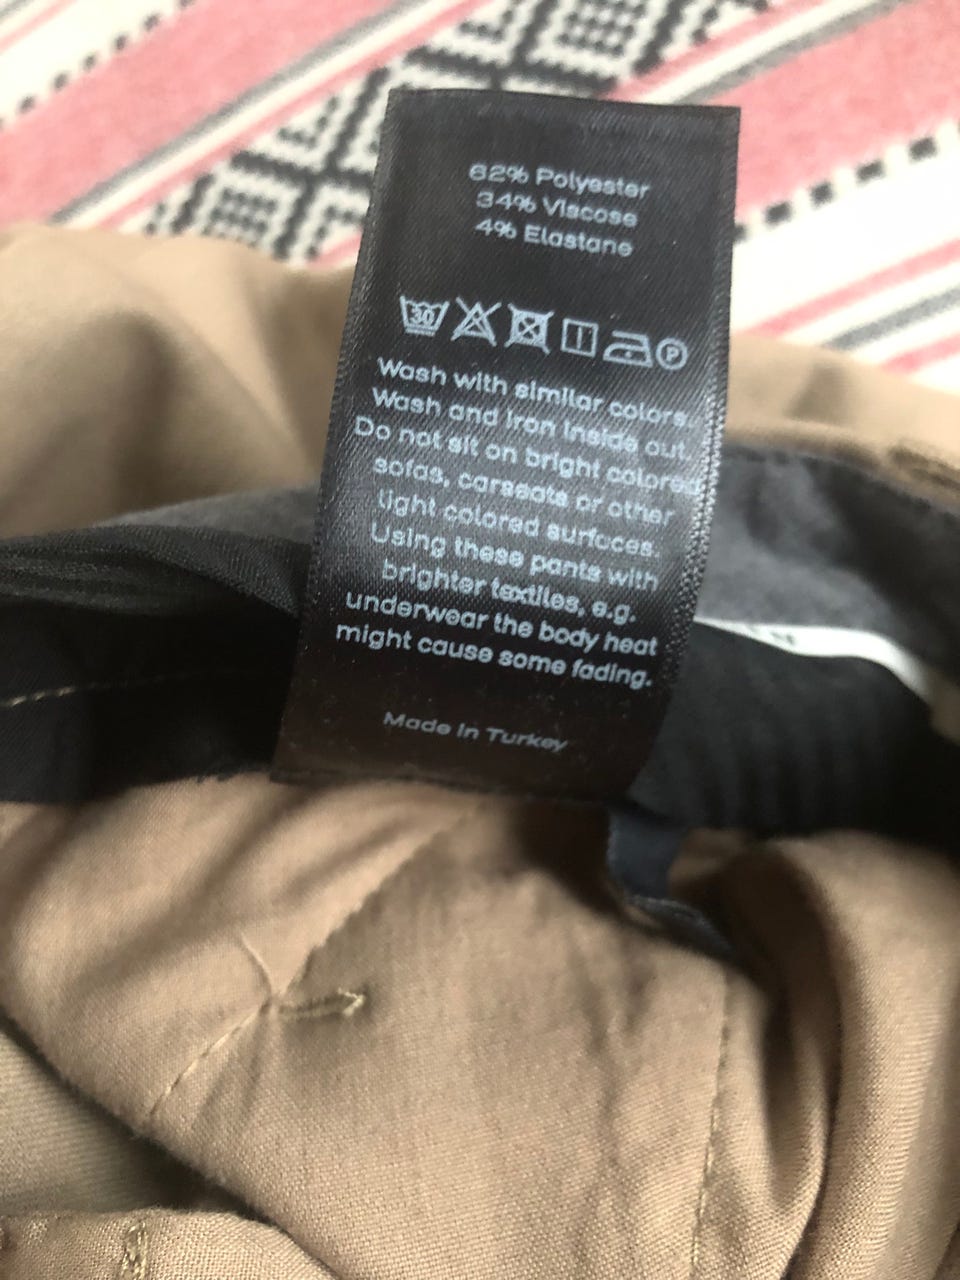 62% Polyester
34% Viscose
4% Elastane
30 P
Wash with similar colors.
Wash and iron inside out.
Do not sit on bright colored
sofas, carseats or other
light colored surfaces.
Using these pants with
brighter textiles, e.g.
underwear the body heat
might cause some fading.
Made in Turkey